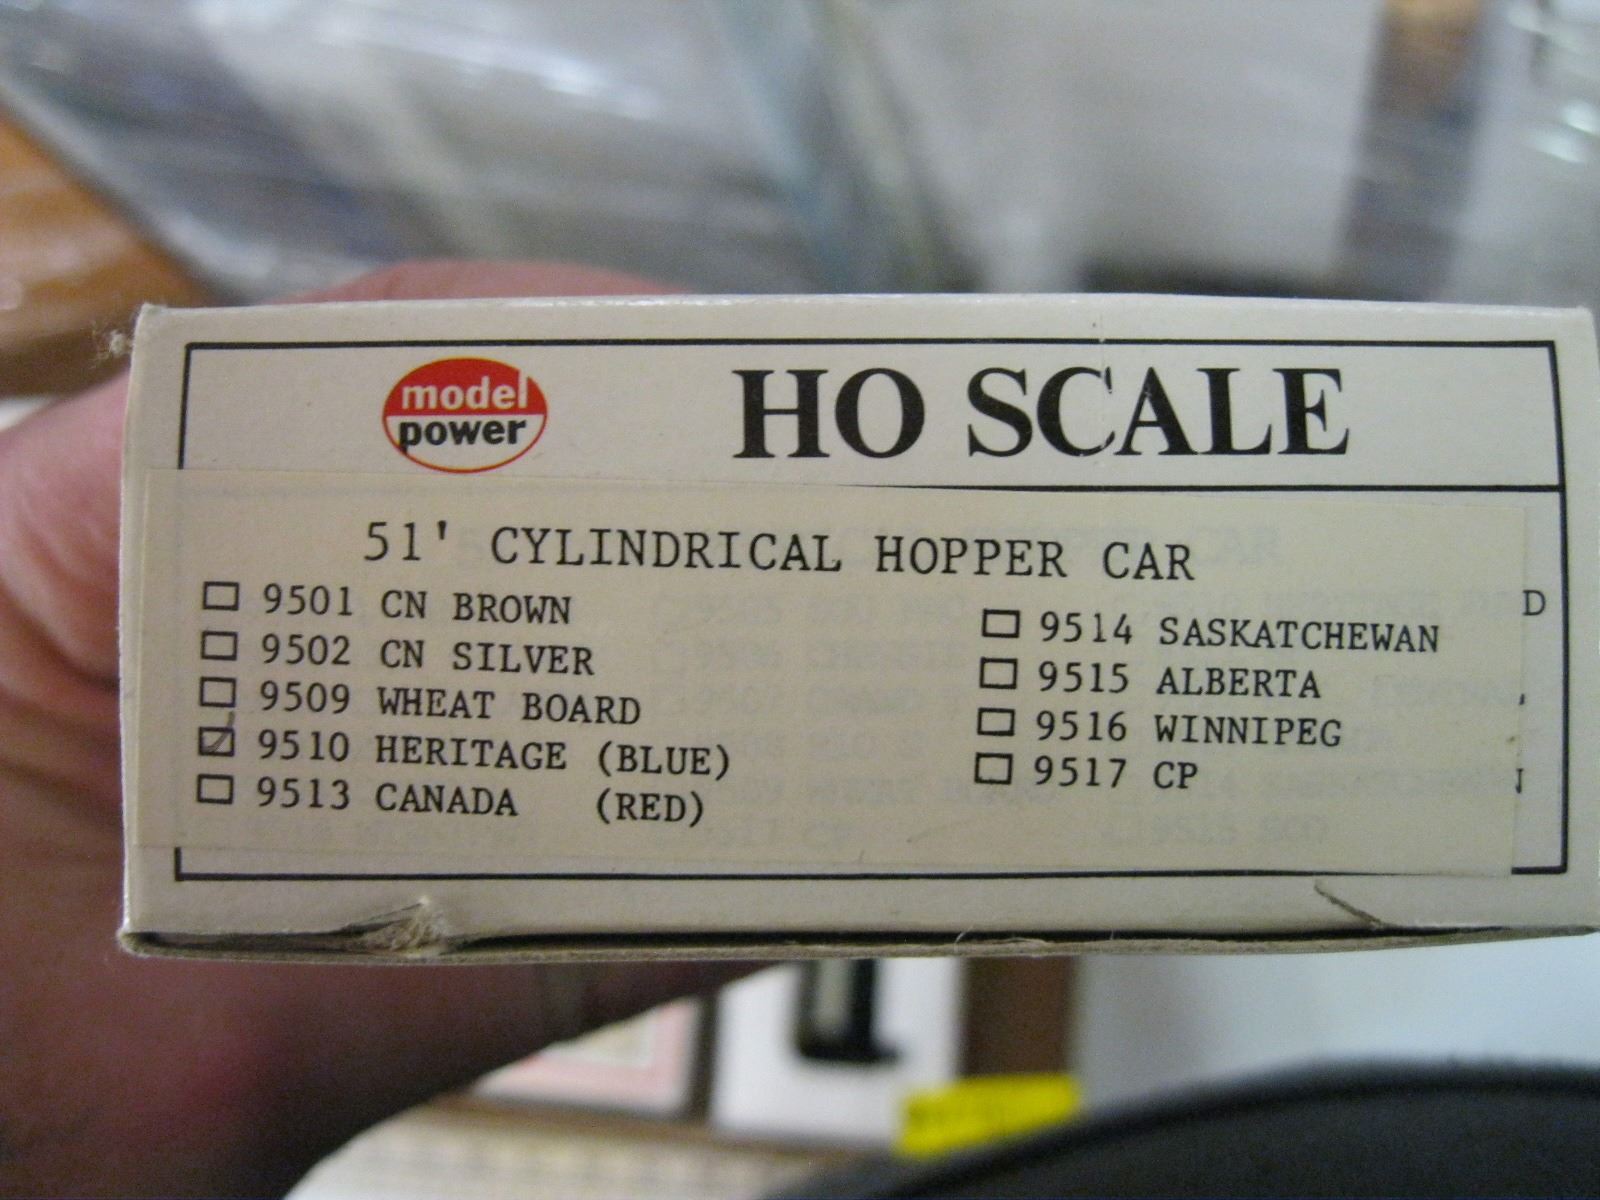 model
power
HO SCALE
51' CYLINDRICAL HOPPER CAR
9501 CN BROWN
9502 CN SILVER
9509 WHEAT BOARD
9510 HERITAGE (BLUE)
9513 CANADA (RED)
9514 SASKATCHEWAN
9515 ALBERTA
9516 WINNIPEG
9517 CP
D
N